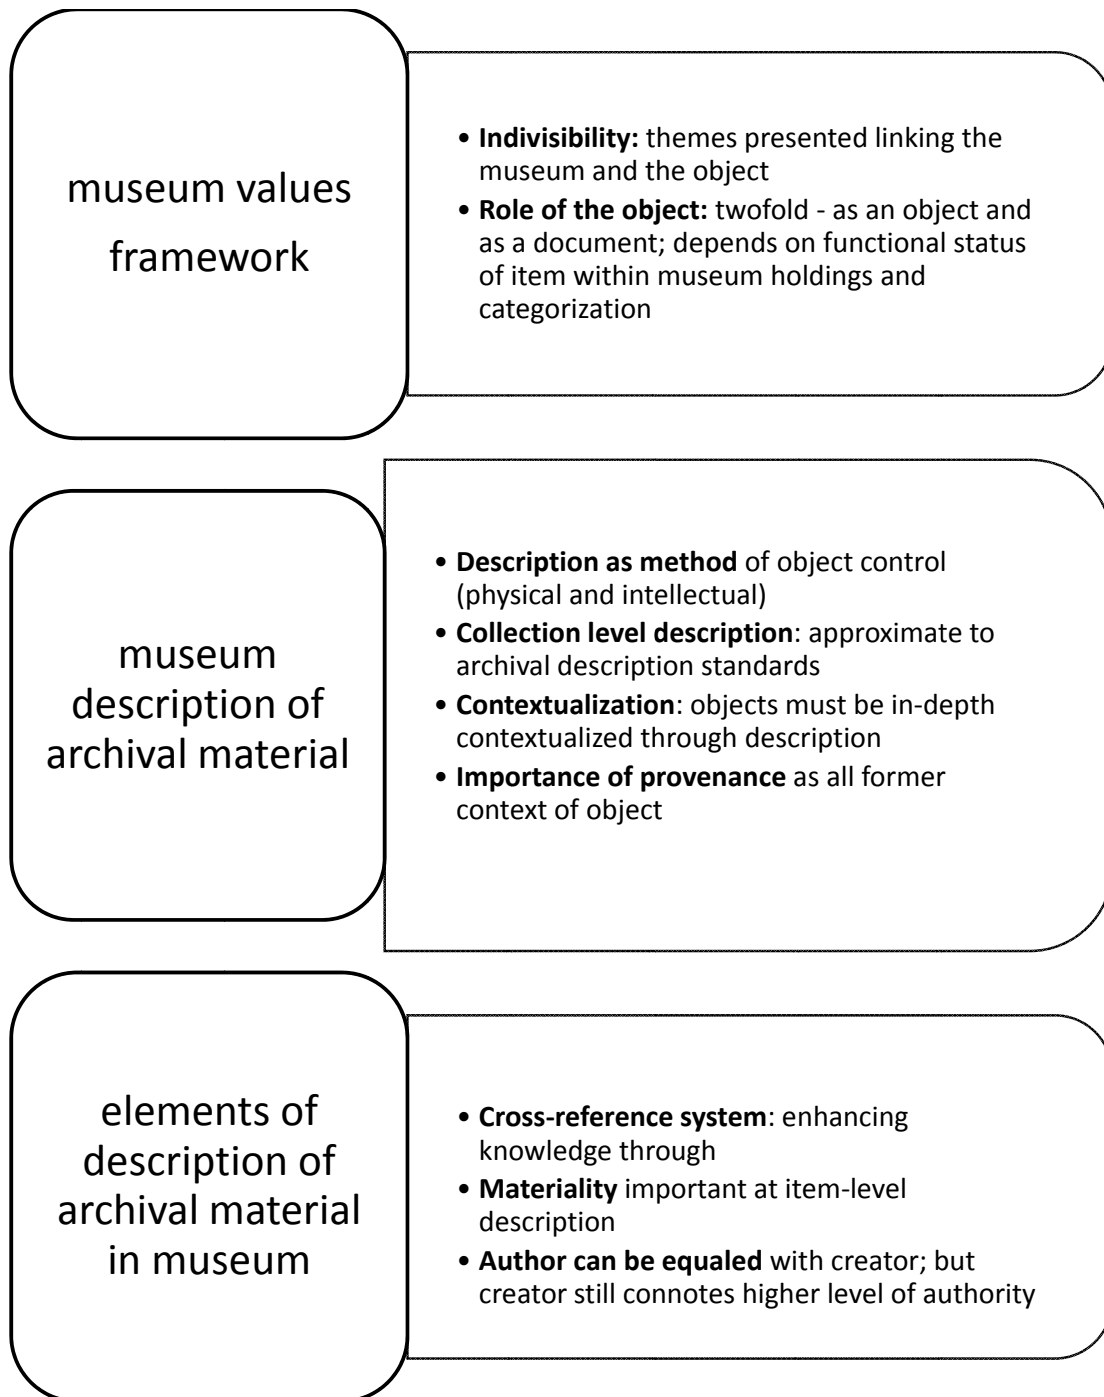 museum values
framework
• Indivisibility: themes presented linking the
museum and the object
• Role of the object: twofold - as an object and
as a document; depends on functional status
of item within museum holdings and
categorization
museum
description of
archival material
• Description as method of object control
(physical and intellectual)
• Collection level description: approximate to
archival description standards
• Contextualization: objects must be in-depth
contextualized through description
• Importance of provenance as all former
context of object
elements of
description of
archival material
in museum
• Cross-reference system: enhancing
knowledge through
• Materiality important at item-level
description
• Author can be equaled with creator; but
creator still connotes higher level of authority